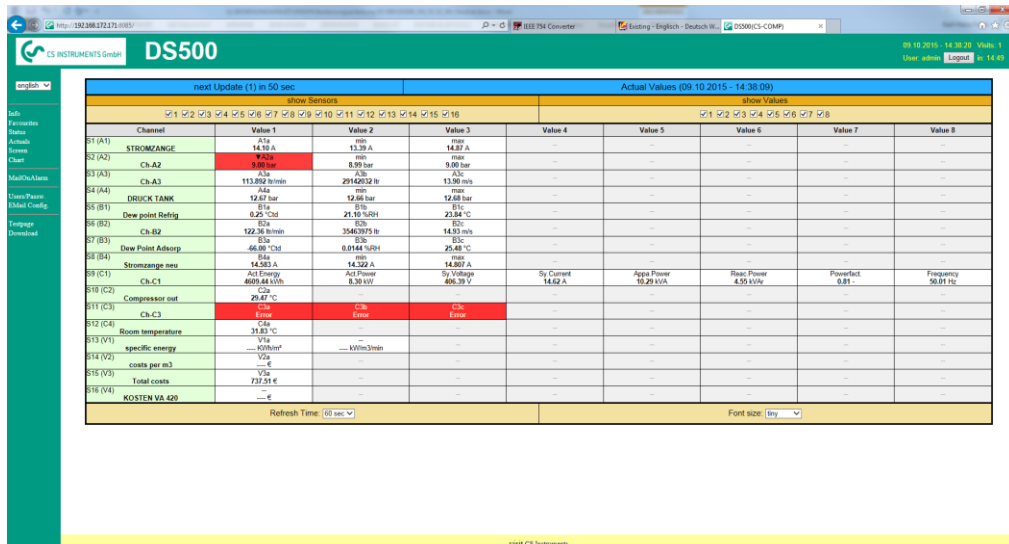 http://192.168.172.171:6085/
IEEE 754 Converter
Existing - Englisch - Deutsch W...
DS500(CS-COMP)
CS INSTRUMENTS GmbH
DS500
09.10.2015 - 14:38:20 Visits: 1
User: admin Logout in: 14:49
english
Info
Favourites
Status
Actuals
Screen
Chart
MailOnAlarm
Users/Passw.
EMail Config.
Testpage
Download
next Update (1) in 50 sec Actual Values (09.10.2015 - 14:38:09)
show Sensors show Values
1 2 3 4 5 6 7 8 9 10 11 12 13 14 15 16 1 2 3 4 5 6 7 8
Channel Value 1 Value 2 Value 3 Value 4 Value 5 Value 6 Value 7 Value 8
S1 (A1) A1a min max
STROMZANGE 14.10 A 13.39 A 14.87 A
S2 (A2) ▼A2a min max
Ch-A2 9.00 bar 8.99 bar 9.00 bar
S3 (A3) A3a A3b A3c
Ch-A3 113.892 ltr/min 29142032 ltr 13.90 m/s
S4 (A4) A4a min max
DRUCK TANK 12.67 bar 12.66 bar 12.68 bar
S5 (B1) B1a B1b B1c
Dew point Refrig 0.25 °Ctd 21.10 %RH 23.84 °C
S6 (B2) B2a B2b B2c
Ch-B2 122.36 ltr/min 35463975 ltr 14.93 m/s
S7 (B3) B3a B3b B3c
Dew Point Adsorp -66.00 °Ctd 0.0144 %RH 25.48 °C
S8 (B4) B4a min max
Stromzange neu 14.583 A 14.322 A 14.807 A
S9 (C1) Act.Energy Act.Power Sy.Voltage Sy.Current Appa.Power Reac.Power Powerfact. Frequency
Ch-C1 4609.44 kWh 8.30 kW 406.39 V 14.62 A 10.29 kVA 4.55 kVAr 0.81 - 50.01 Hz
S10 (C2) C2a
Compressor out 29.47 °C
S11 (C3) C3a C3b C3c
Ch-C3 Error Error Error
S12 (C4) C4a
Room temperature 31.83 °C
S13 (V1) V1a --
specific energy ---- KWh/m³ ---- kW/m3/min
S14 (V2) V2a
costs per m3 ---- €
S15 (V3) V3a
Total costs 737.51 €
S16 (V4) --
KOSTEN VA 420 ---- €
Refresh Time: 60 sec Font size: tiny
visit CS Instruments